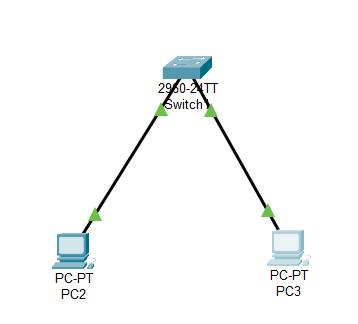 2960-24TT
Switch
PC-PT
PC2
PC-PT
PC3